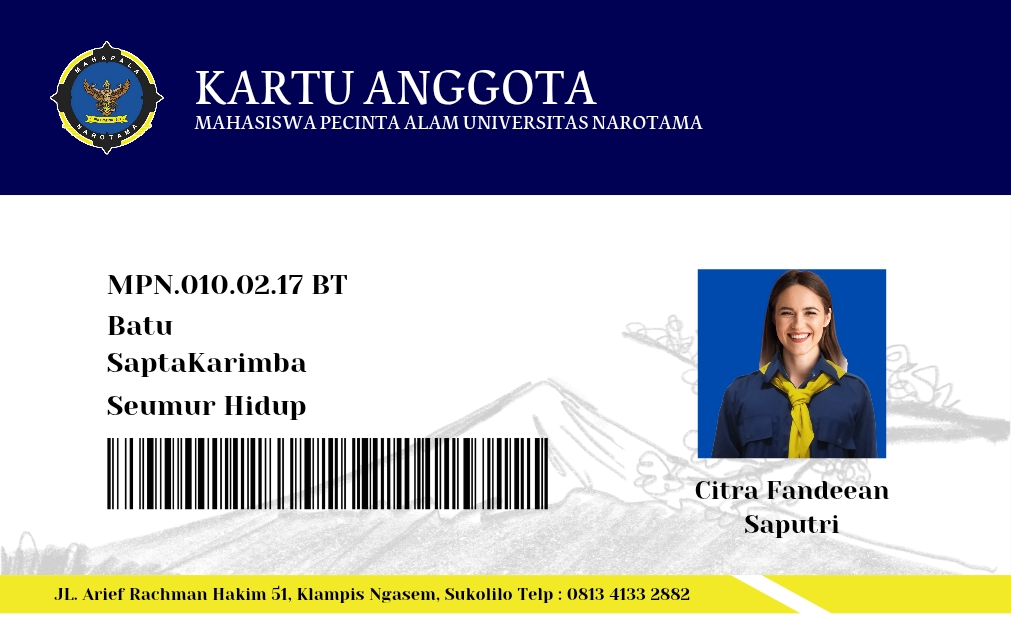 MAHAPALA
NAROTAMA
KARTU ANGGOTA
MAHASISWA PECINTA ALAM UNIVERSITAS NAROTAMA
MPN.010.02.17 BT
Batu
SaptaKarimba
Seumur Hidup
Citra Fandeean
Saputri
JL. Arief Rachman Hakim 51, Klampis Ngasem, Sukolilo Telp : 0813 4133 2882